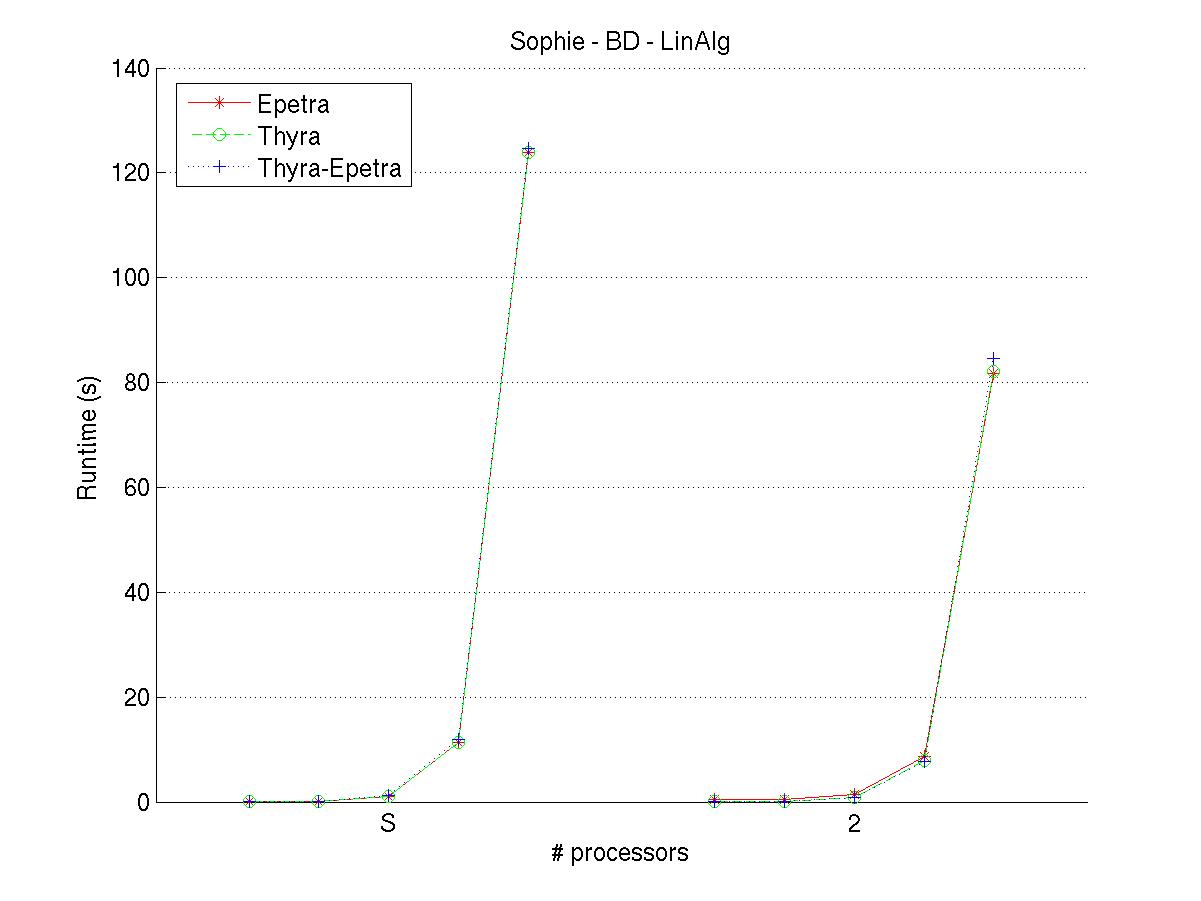 Sophie - BD - LinAlg
140
120
100
80
60
40
20
0
Epetra
Thyra
Thyra-Epetra
Runtime (s)
S
2
# processors